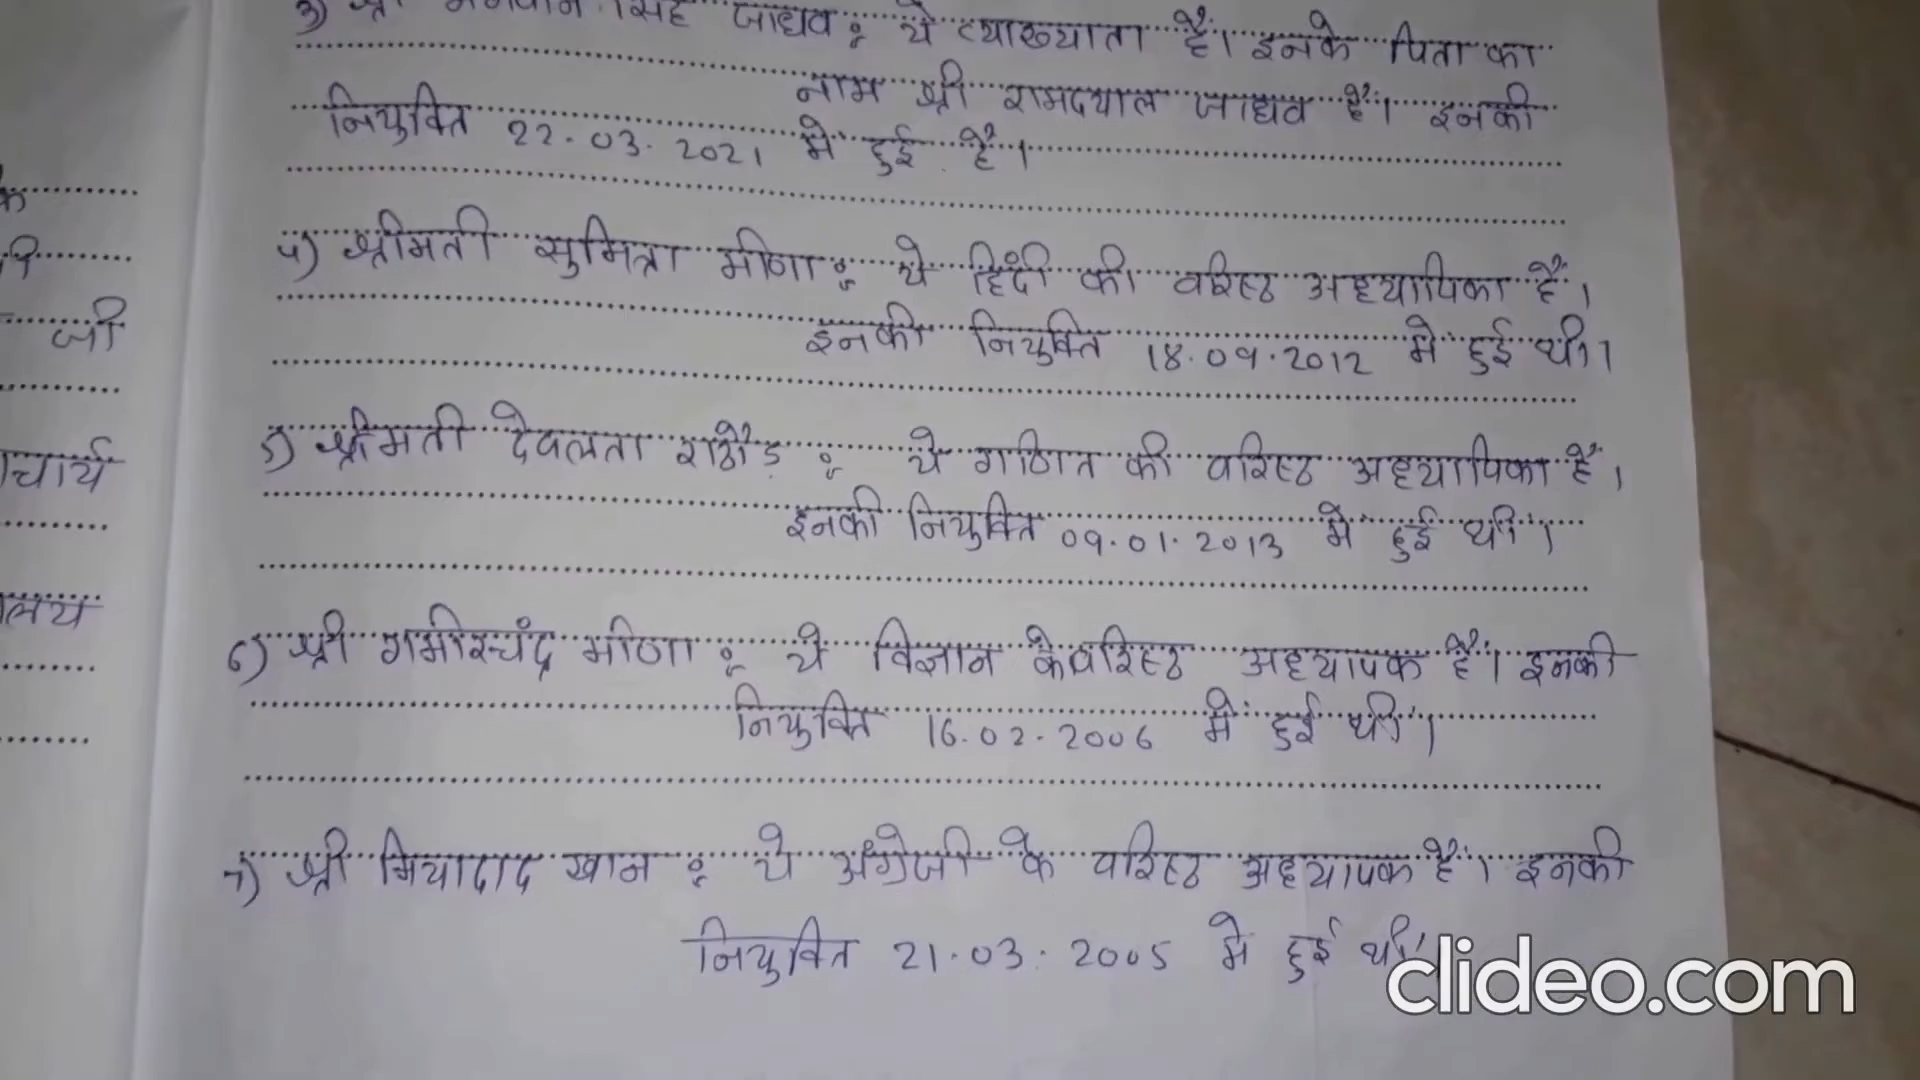 के
जी
चार्य
लय
3) श्री भगवान सिंह जाधव : ये व्याख्याता हैं। इनके पिता का
नाम श्री रामदयाल जाधव हैं। इनकी
नियुक्ति 22.03.2021 में हुई है।
4) श्रीमती सुमित्रा मीणा : ये हिंदी की वरिष्ठ अध्यापिका हैं।
इनकी नियुक्ति 18.09.2012 में हुई थी।
5) श्रीमती देवलता राठौड़ : ये गणित की वरिष्ठ अध्यापिका हैं।
इनकी नियुक्ति 09.01.2013 में हुई थी।
6) श्री मीणा : ये विज्ञान के वरिष्ठ अध्यापक हैं। इनकी
नियुक्ति 16.02.2006 में हुई थी।
7) श्री मियादाद खान : ये अंग्रेजी के वरिष्ठ अध्यापक हैं। इनकी
नियुक्ति 21.03.2005 में हुई थी।
clideo.com